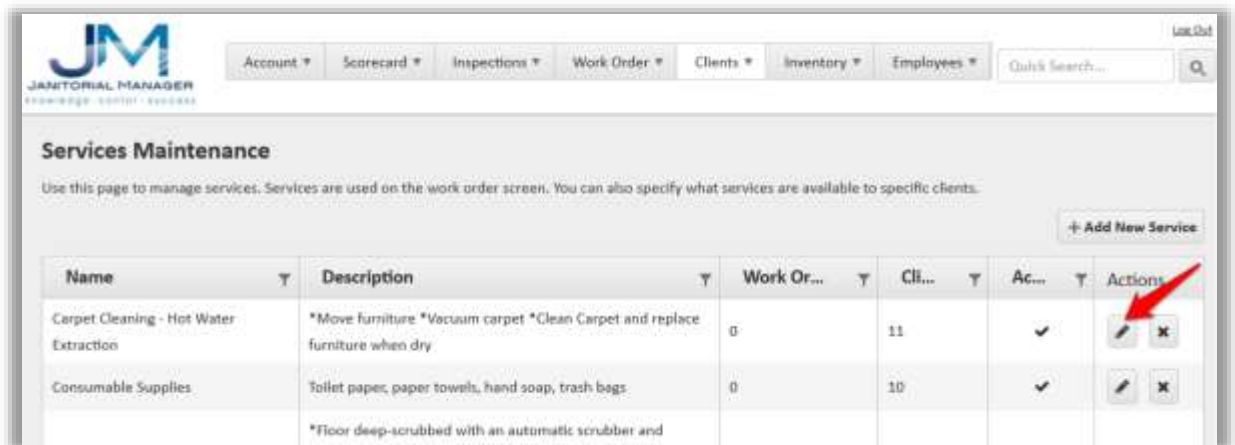 Log Out
JM
JANITORIAL MANAGER
knowledge · control · success
Account
Scorecard
Inspections
Work Order
Clients
Inventory
Employees
Quick Search...
Services Maintenance
Use this page to manage services. Services are used on the work order screen. You can also specify what services are available to specific clients.
+ Add New Service
Name
Description
Work Or...
Cli...
Ac...
Actions
Carpet Cleaning - Hot Water
Extraction
*Move furniture *Vacuum carpet *Clean Carpet and replace
furniture when dry
0
11
Consumable Supplies
Toilet paper, paper towels, hand soap, trash bags
0
10
*Floor deep-scrubbed with an automatic scrubber and